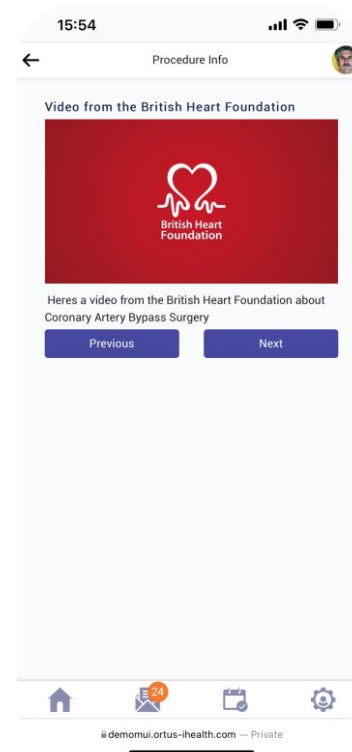 15:54
Procedure Info
Video from the British Heart Foundation
British Heart
Foundation
Heres a video from the British Heart Foundation about
Coronary Artery Bypass Surgery
Previous Next
24
demomui.ortus-ihealth.com — Private